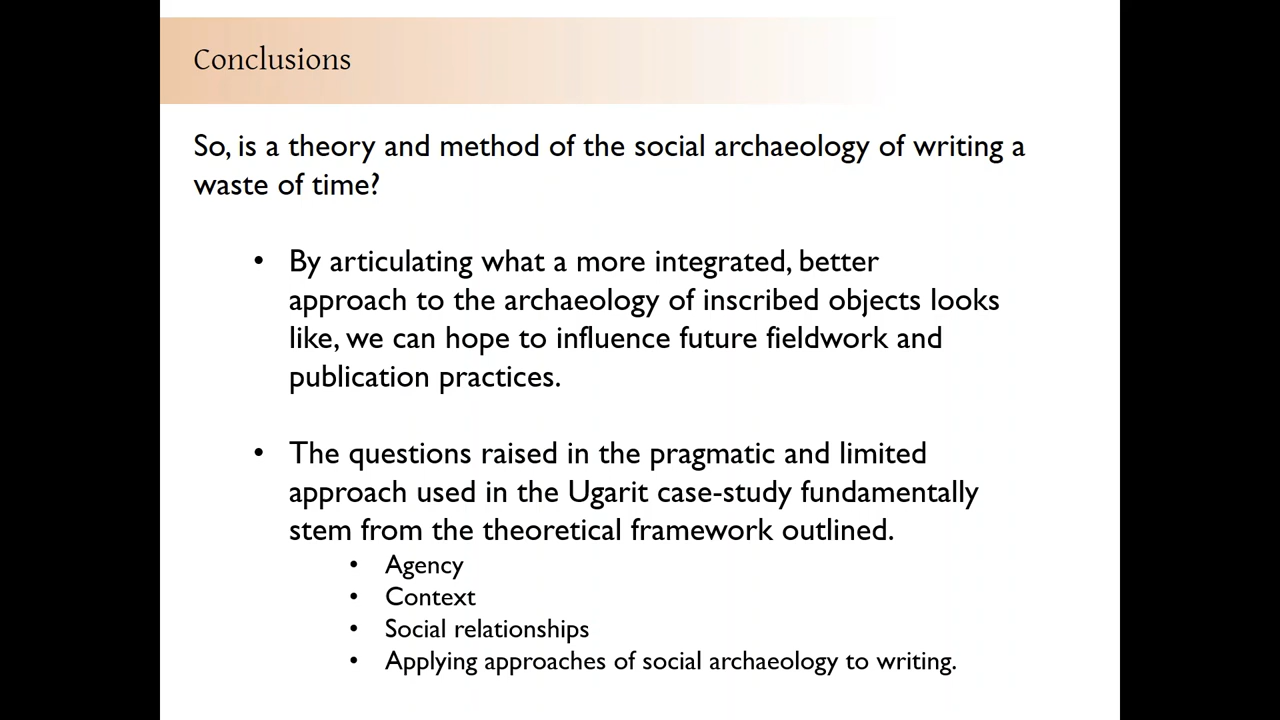 Conclusions
So, is a theory and method of the social archaeology of writing a
waste of time?
• By articulating what a more integrated, better
approach to the archaeology of inscribed objects looks
like, we can hope to influence future fieldwork and
publication practices.
• The questions raised in the pragmatic and limited
approach used in the Ugarit case-study fundamentally
stem from the theoretical framework outlined.
• Agency
• Context
• Social relationships
• Applying approaches of social archaeology to writing.